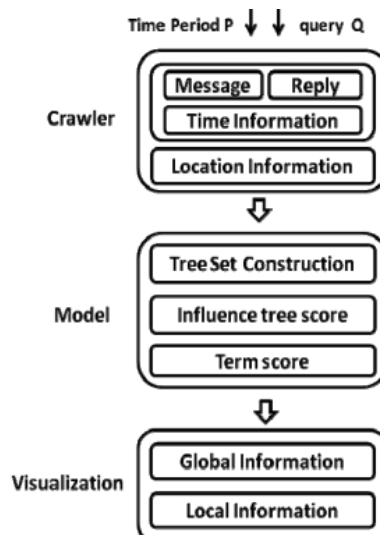 Time Period P query Q
Message Reply
Crawler
Time Information
Location Information
Tree Set Construction
Model
Influence tree score
Term score
Global Information
Visualization
Local Information